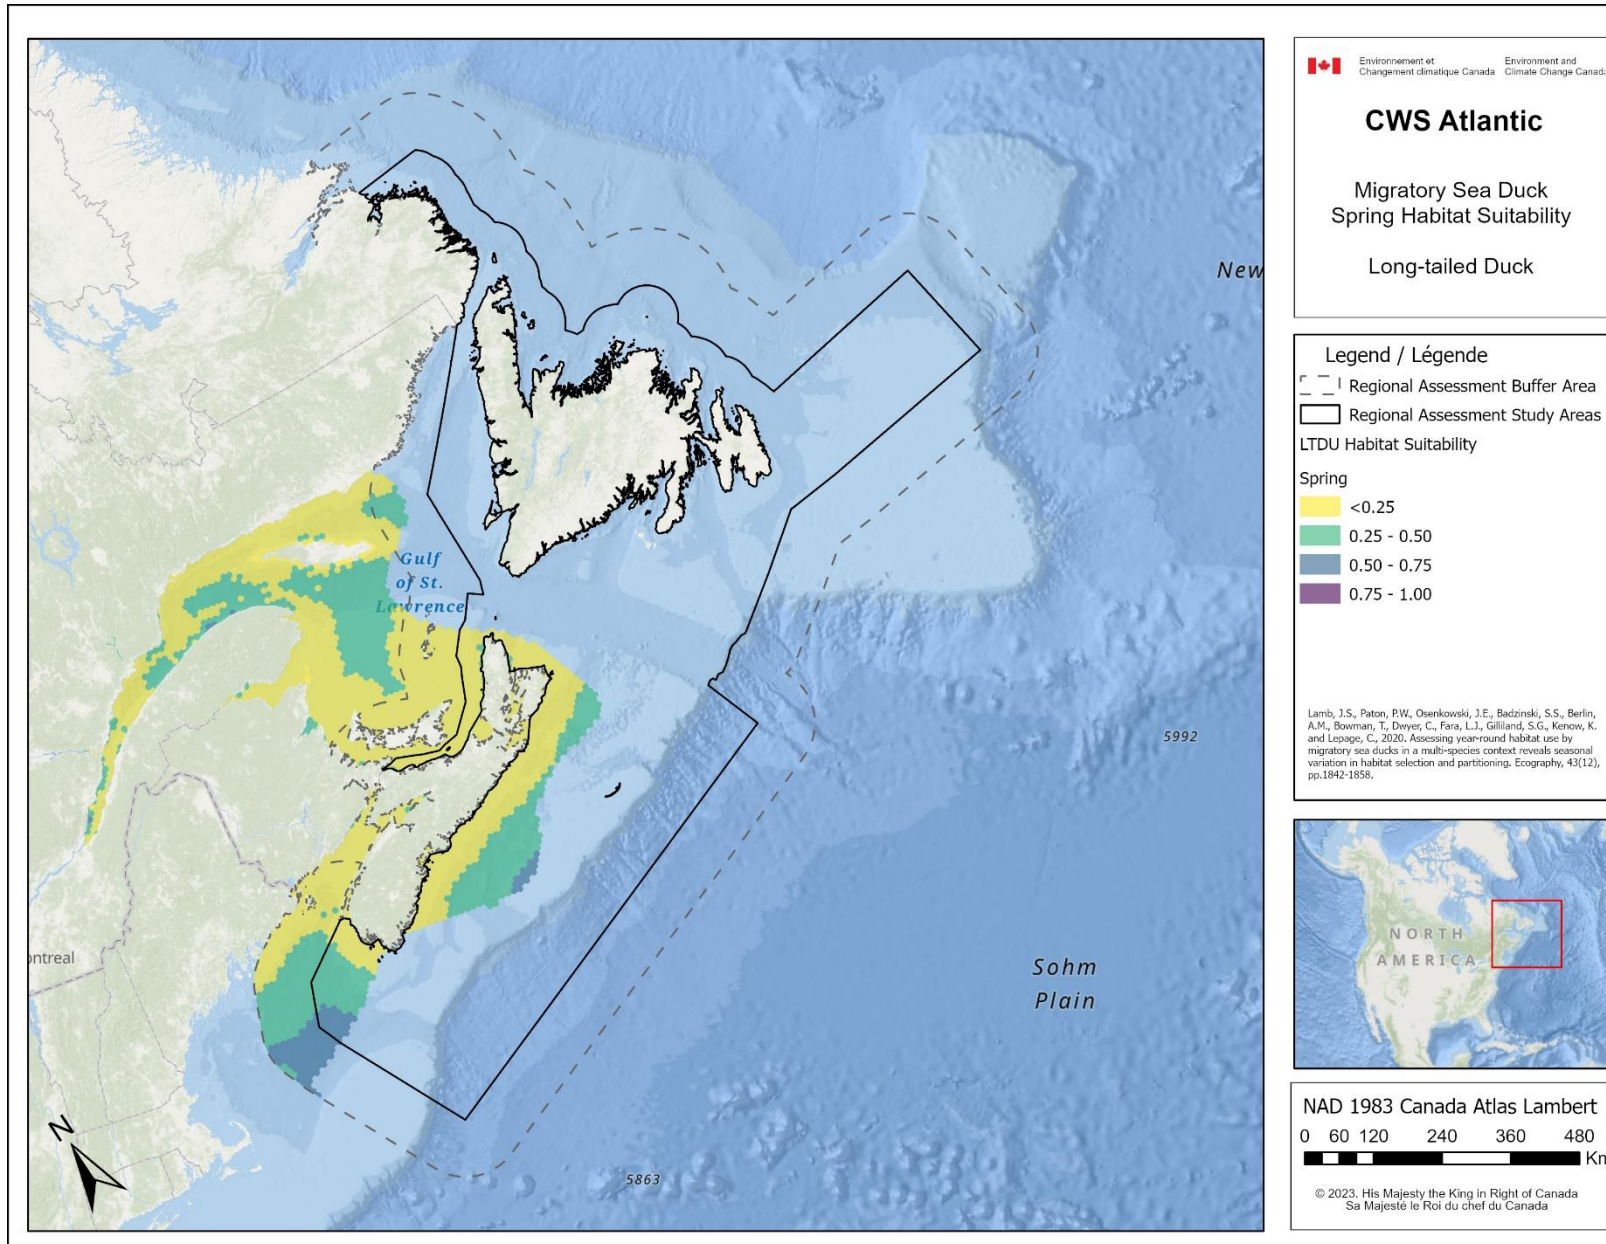 New
Gulf
of St.
Lawrence
5992
Sohm
Plain
ontreal
5863
N
Environnement et
Changement climatique Canada
Environment and
Climate Change Canada
CWS Atlantic
Migratory Sea Duck
Spring Habitat Suitability
Long-tailed Duck
Legend / Légende
Regional Assessment Buffer Area
Regional Assessment Study Areas
LTDU Habitat Suitability
Spring
<0.25
0.25 - 0.50
0.50 - 0.75
0.75 - 1.00
Lamb, J.S., Paton, P.W., Osenkowski, J.E., Badzinski, S.S., Berlin,
A.M., Bowman, T., Dwyer, C., Fara, L.J., Gilliland, S.G., Kenow, K.
and Lepage, C., 2020. Assessing year-round habitat use by
migratory sea ducks in a multi-species context reveals seasonal
variation in habitat selection and partitioning. Ecography, 43(12),
pp.1842-1858.
NORTH
AMERICA
NAD 1983 Canada Atlas Lambert
0 60 120 240 360 480
Km
© 2023. His Majesty the King in Right of Canada
Sa Majesté le Roi du chef du Canada